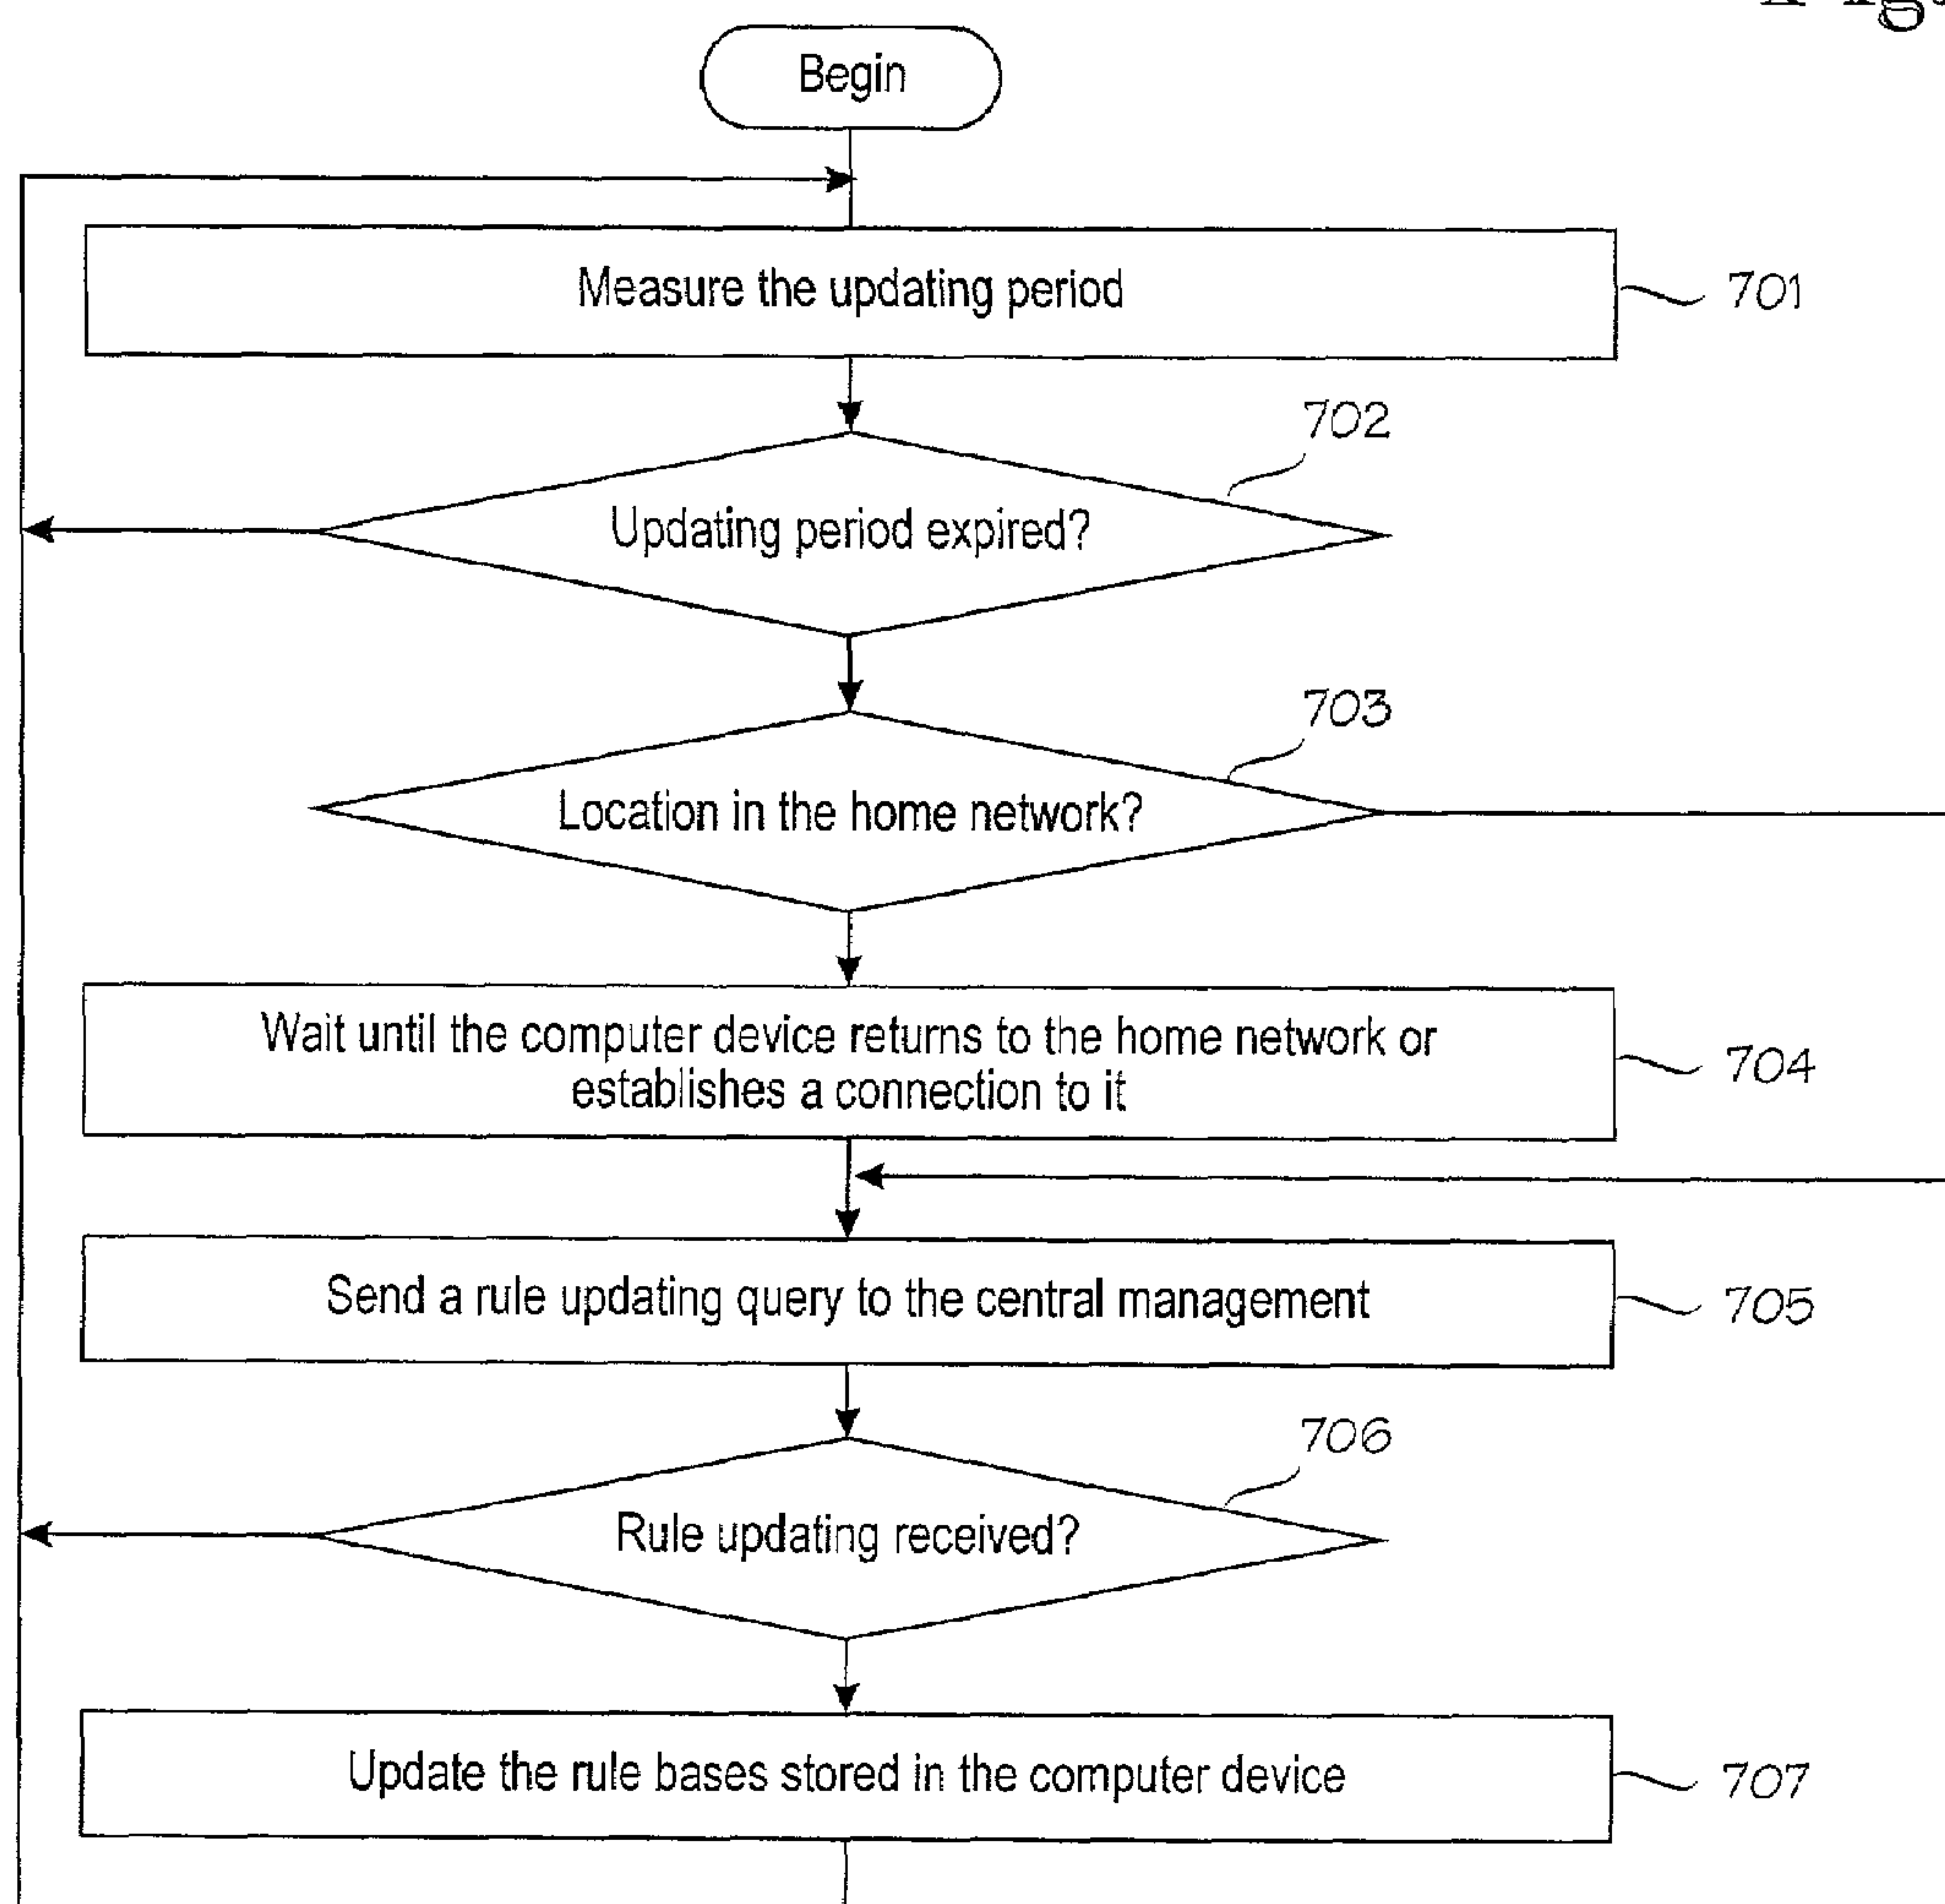 Begin
Measure the updating period
701
702
Updating period expired?
703
Location in the home network?
Wait until the computer device returns to the home network or
establishes a connection to it
704
Send a rule updating query to the central management
705
706
Rule updating received?
Update the rule bases stored in the computer device
707